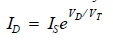 I_D = I_S e^{V_D/V_T}